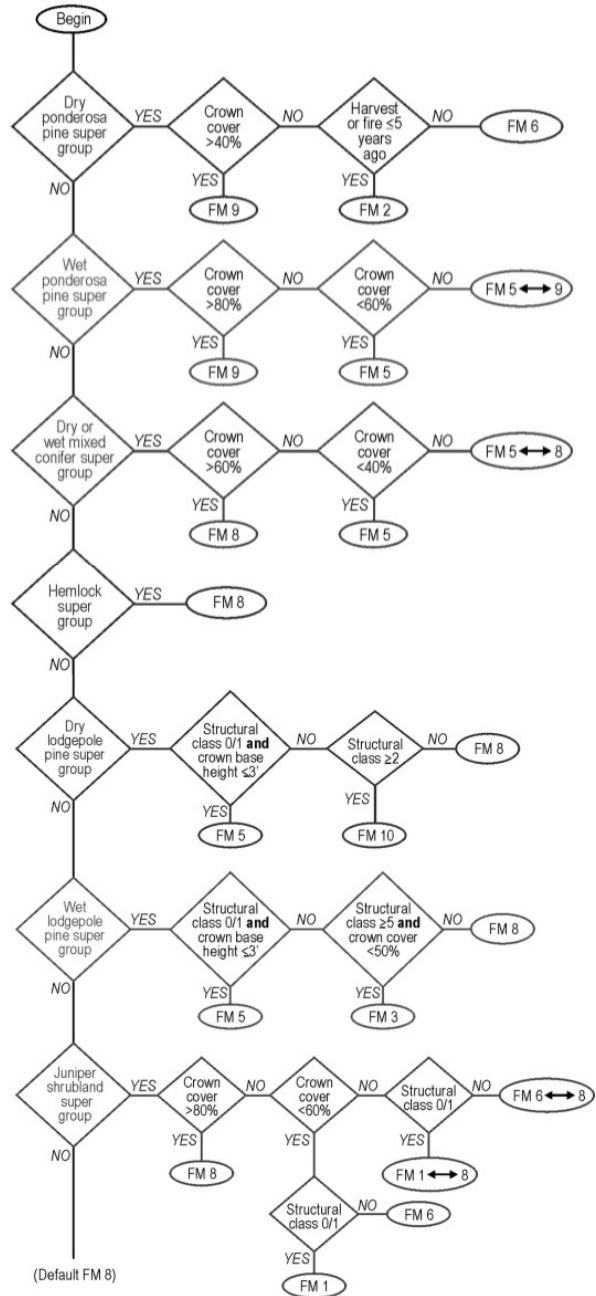 Begin
Dry
ponderosa
pine super
group
YES
Crown
cover
>40%
NO
Harvest
or fire ≤5
years
ago
NO
FM 6
NO
YES
FM 9
YES
FM 2
Wet
ponderosa
pine super
group
YES
Crown
cover
>80%
NO
Crown
cover
<60%
NO
FM 5 ↔ 9
NO
YES
FM 9
YES
FM 5
Dry or
wet mixed
conifer super
group
YES
Crown
cover
>60%
NO
Crown
cover
<40%
NO
FM 5 ↔ 8
NO
YES
FM 8
YES
FM 5
Hemlock
super
group
YES
FM 8
NO
Dry
lodgepole
pine super
group
YES
Structural
class 0/1 and
crown base
height ≤3'
NO
Structural
class ≥2
NO
FM 8
NO
YES
FM 5
YES
FM 10
Wet
lodgepole
pine super
group
YES
Structural
class 0/1 and
crown base
height ≤3'
NO
Structural
class ≥5 and
crown cover
<50%
NO
FM 8
NO
YES
FM 5
YES
FM 3
Juniper
shrubland
super
group
YES
Crown
cover
>80%
NO
Crown
cover
<60%
NO
Structural
class 0/1
NO
FM 6 ↔ 8
NO
YES
FM 8
YES
YES
FM 1 ↔ 8
Structural
class 0/1
NO
FM 6
YES
FM 1
(Default FM 8)